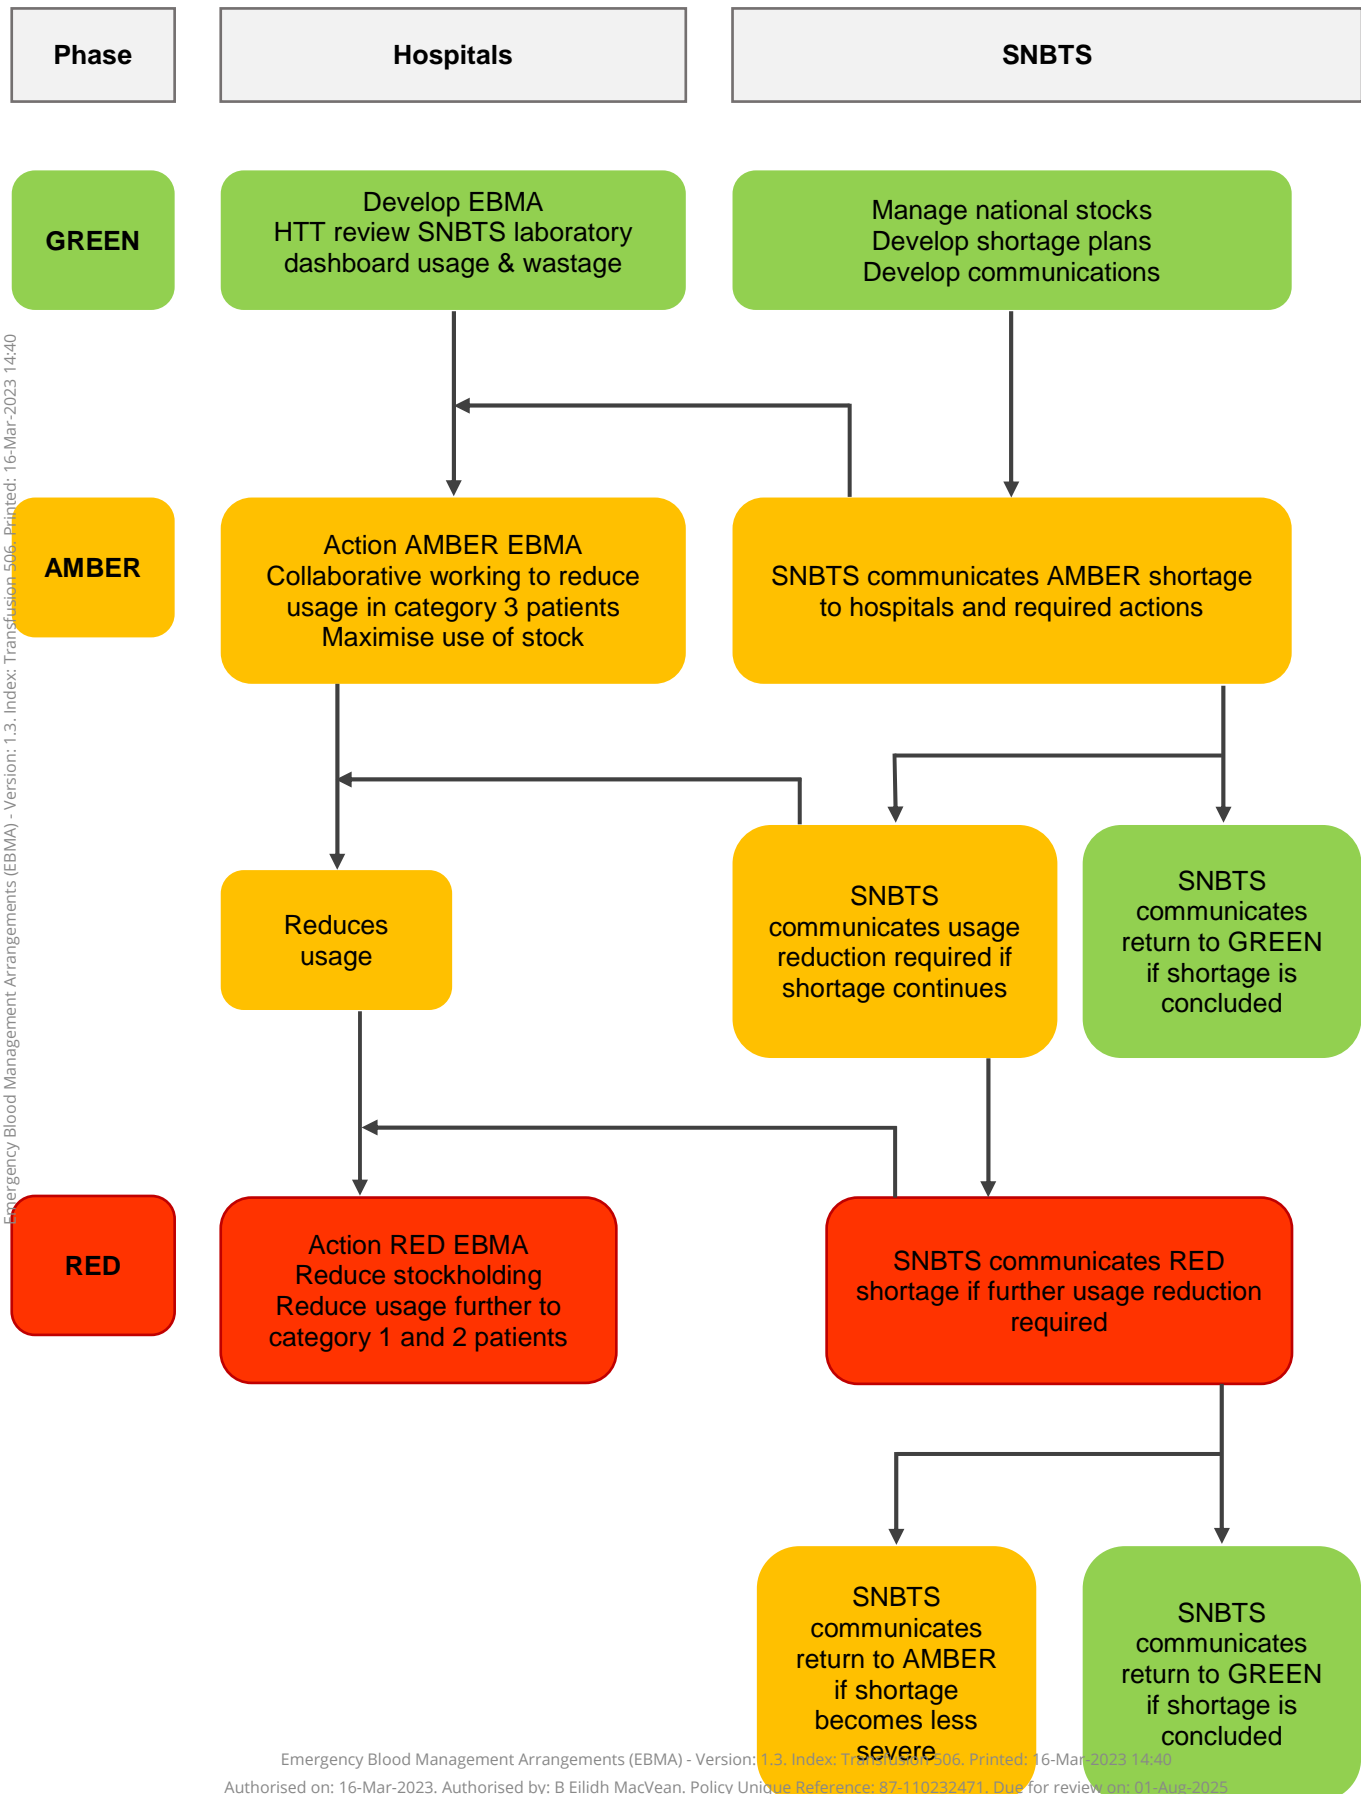 Phase
Hospitals
SNBTS
GREEN
Develop EBMA
HTT review SNBTS laboratory
dashboard usage & wastage
Manage national stocks
Develop shortage plans
Develop communications
AMBER
Action AMBER EBMA
Collaborative working to reduce
usage in category 3 patients
Maximise use of stock
SNBTS communicates AMBER shortage
to hospitals and required actions
Reduces
usage
SNBTS
communicates usage
reduction required if
shortage continues
SNBTS
communicates
return to GREEN
if shortage is
concluded
RED
Action RED EBMA
Reduce stockholding
Reduce usage further to
category 1 and 2 patients
SNBTS communicates RED
shortage if further usage reduction
required
SNBTS
communicates
return to AMBER
if shortage
becomes less
severe
SNBTS
communicates
return to GREEN
if shortage is
concluded
Emergency Blood Management Arrangements (EBMA) - Version: 1.3. Index: Transfusion 506. Printed: 16-Mar-2023 14:40
Emergency Blood Management Arrangements (EBMA) - Version: 1.3. Index: Transfusion 506. Printed: 16-Mar-2023 14:40
Authorised on: 16-Mar-2023. Authorised by: B Eilidh MacVean. Policy Unique Reference: 87-110232471. Due for review on: 01-Aug-2025